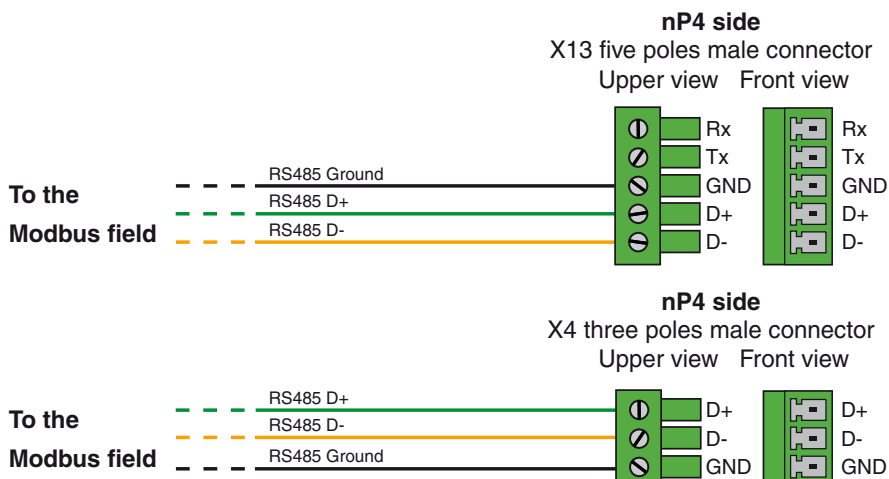 nP4 side
X13 five poles male connector
Upper view Front view
Rx Rx
Tx Tx
RS485 Ground GND GND
To the
RS485 D+ D+ D+
Modbus field
RS485 D- D- D-
nP4 side
X4 three poles male connector
Upper view Front view
RS485 D+ D+ D+
To the
RS485 D- D- D-
Modbus field
RS485 Ground GND GND